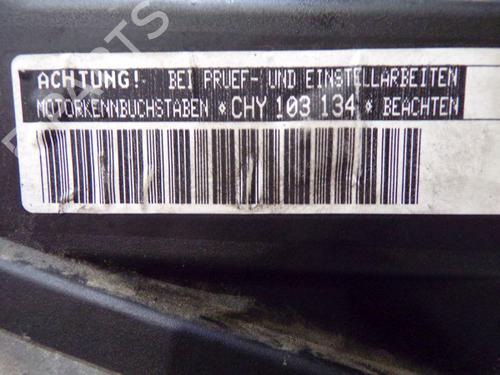 ACHTUNG! BEI PRUEF- UND EINSTELLARBEITEN
MOTORKENNBUCHSTABEN ◆CHY 103 134◆ BEACHTEN